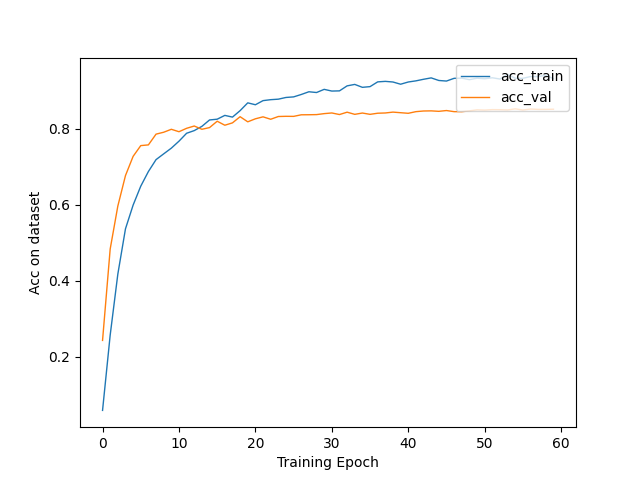 acc_train
acc_val
0.8
0.6
0.4
0.2
Acc on dataset
0 10 20 30 40 50 60
Training Epoch